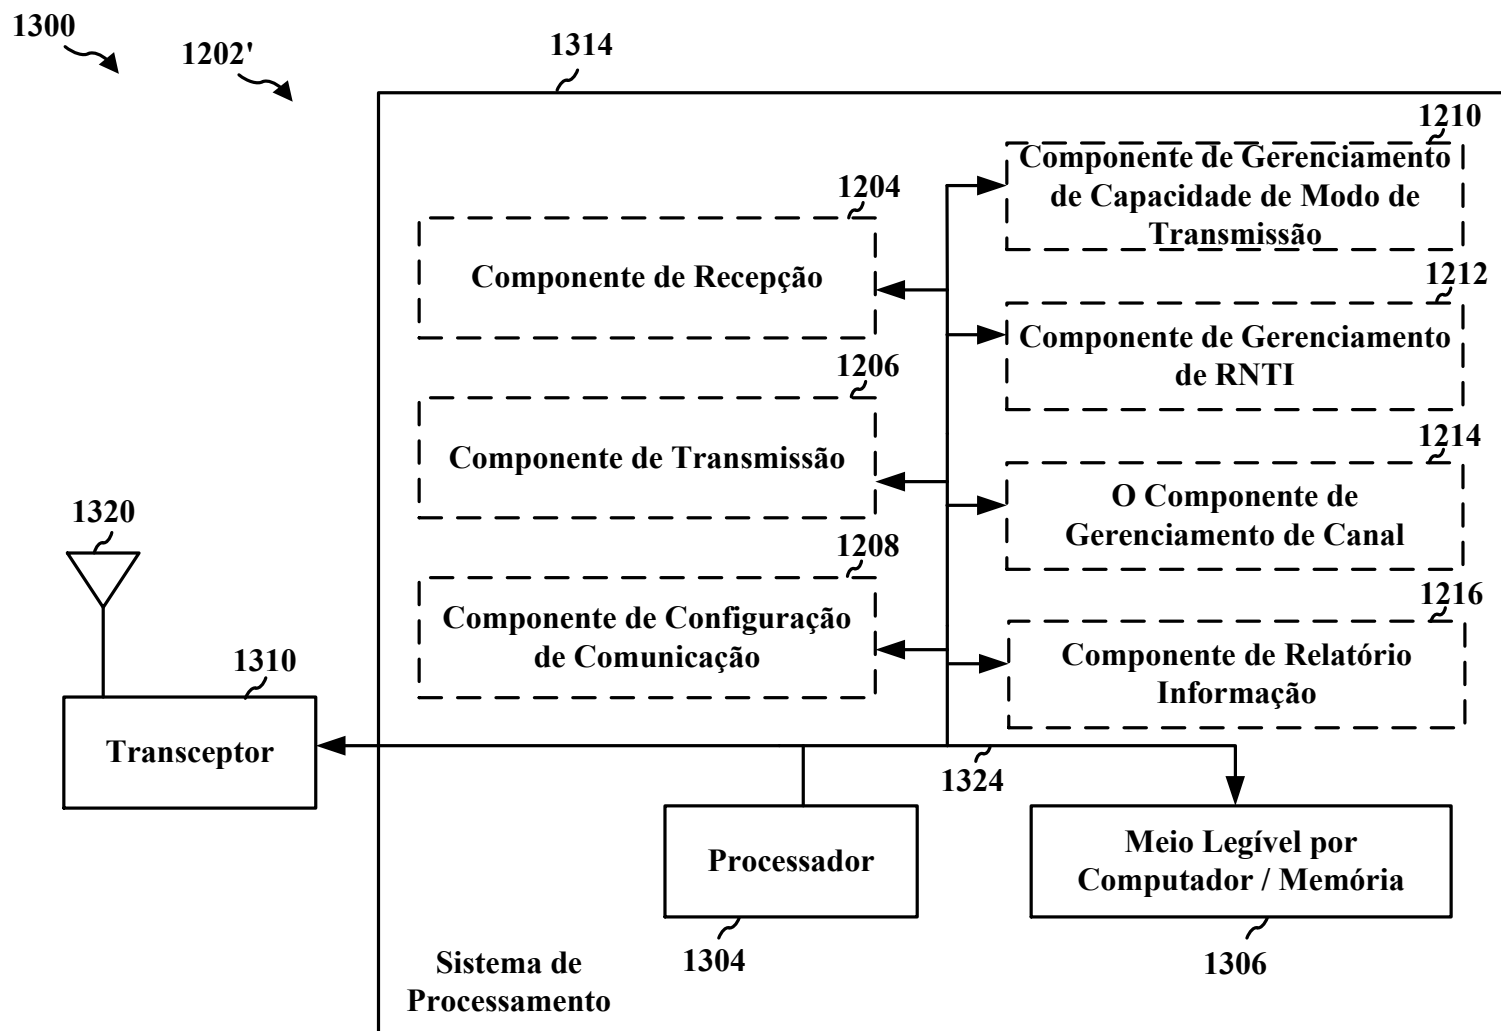 1300
1202'
1314
1210
Componente de Gerenciamento
de Capacidade de Modo de
Transmissão
1204
Componente de Recepção
1212
Componente de Gerenciamento
de RNTI
1206
Componente de Transmissão
1214
O Componente de
Gerenciamento de Canal
1208
Componente de Configuração
de Comunicação
1216
Componente de Relatório
Informação
1320
1310
Transceptor
1324
Processador
1304
Meio Legível por
Computador / Memória
1306
Sistema de
Processamento